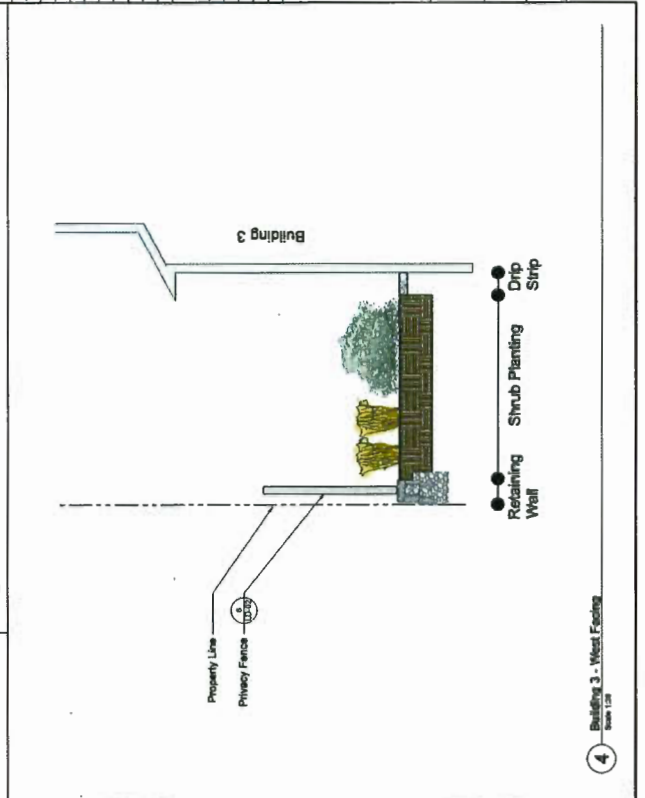 Building 3
Property Line
Privacy Fence
Retaining
Wall
Shrub Planting
Drip
Strip
4
Building 3 - West Facing